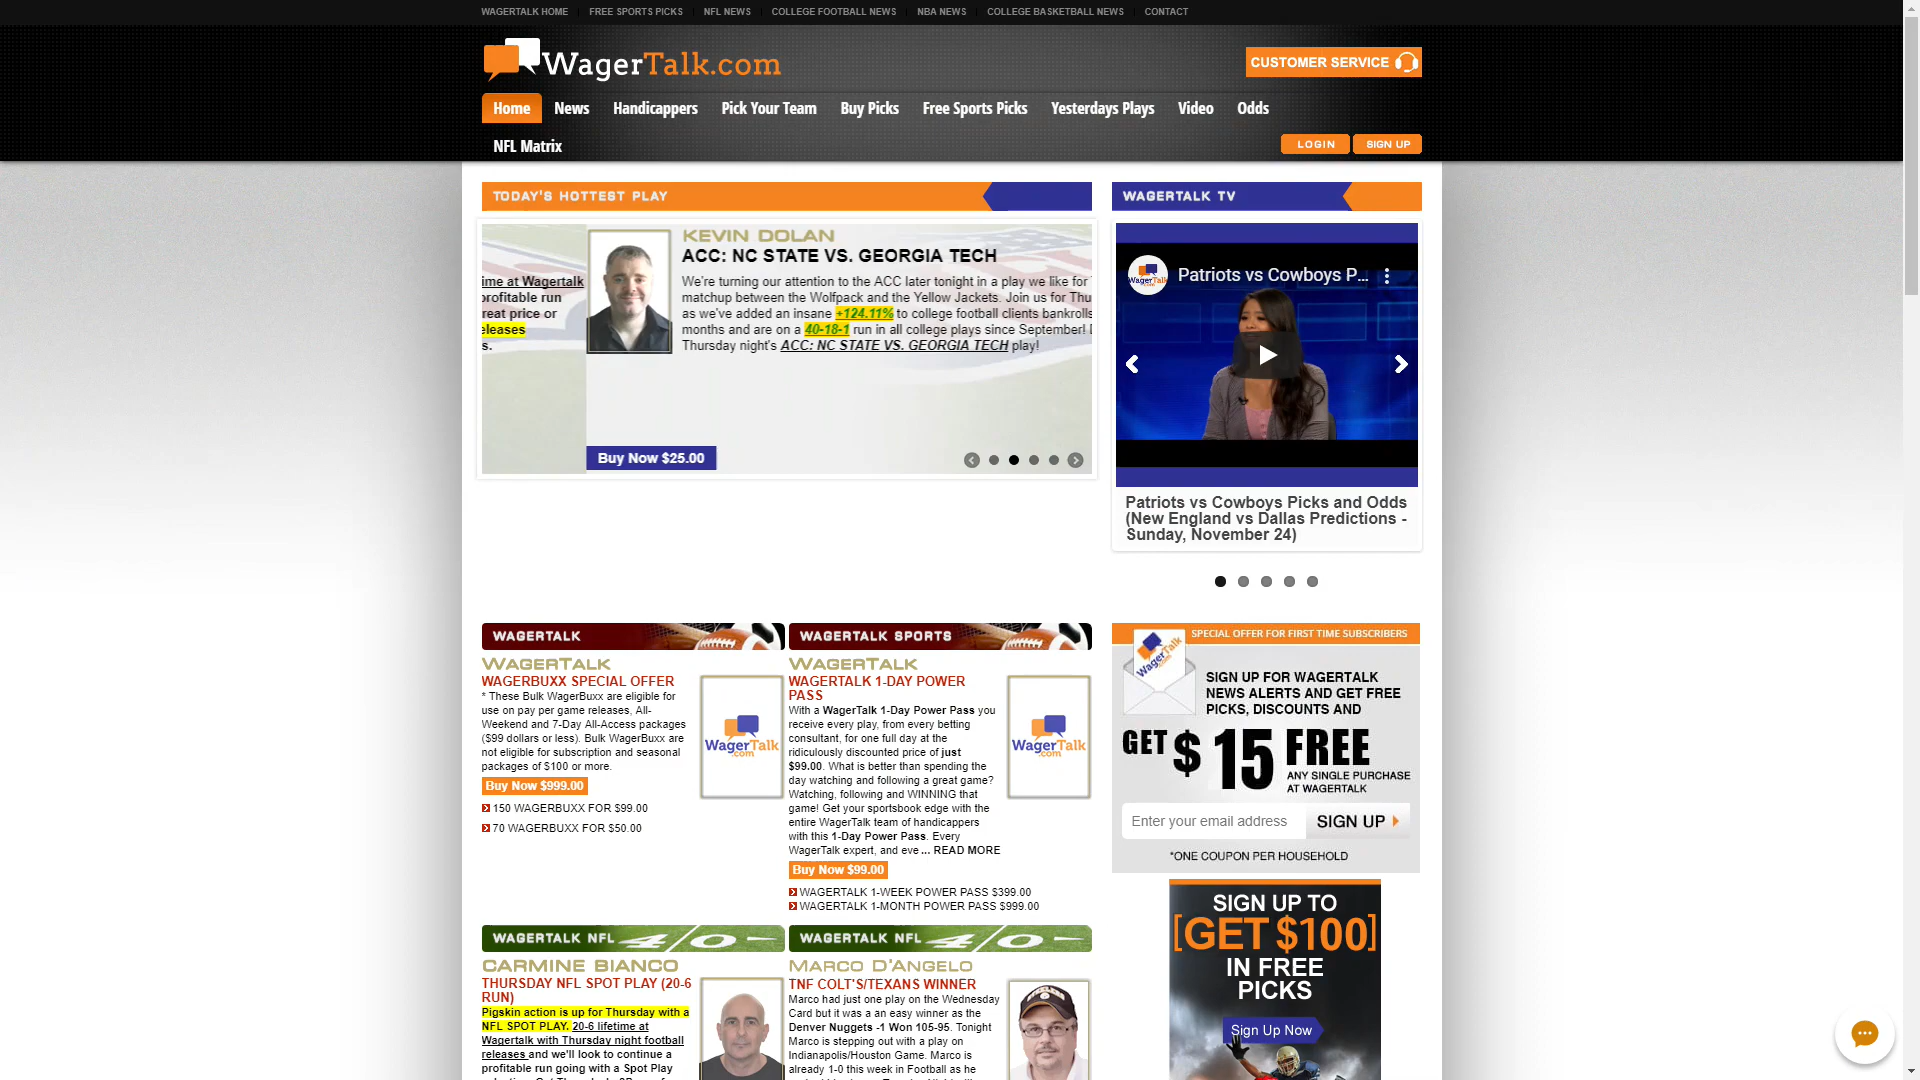 WAGERTALK HOME FREE SPORTS PICKS NFL NEWS COLLEGE FOOTBALL NEWS NBA NEWS COLLEGE BASKETBALL NEWS CONTACT
WagerTalk.com
CUSTOMER SERVICE
Home News Handicappers Pick Your Team Buy Picks Free Sports Picks Yesterdays Plays Video Odds
NFL Matrix
LOGIN SIGN UP
TODAY'S HOTTEST PLAY
ime at Wagertalk
profitable run
reat price or
eleases
s.
KEVIN DOLAN
ACC: NC STATE VS. GEORGIA TECH
We're turning our attention to the ACC later tonight in a play we like for
matchup between the Wolfpack and the Yellow Jackets. Join us for Thu
as we've added an insane +124.11% to college football clients bankrolls
months and are on a 40-18-1 run in all college plays since September!
Thursday night's ACC: NC STATE VS. GEORGIA TECH play!
Buy Now $25.00
WAGERTALK TV
Patriots vs Cowboys P...
Patriots vs Cowboys Picks and Odds
(New England vs Dallas Predictions -
Sunday, November 24)
WAGERTALK
WagerTalk
WAGERBUXX SPECIAL OFFER
* These Bulk WagerBuxx are eligible for
use on pay per game releases, All-
Weekend and 7-Day All-Access packages
($99 dollars or less). Bulk WagerBuxx are
not eligible for subscription and seasonal
packages of $100 or more.
Buy Now $999.00
150 WAGERBUXX FOR $99.00
70 WAGERBUXX FOR $50.00
WagerTalk
.com
WAGERTALK SPORTS
WagerTalk
WAGERTALK 1-DAY POWER
PASS
With a WagerTalk 1-Day Power Pass you
receive every play, from every betting
consultant, for one full day at the
ridiculously discounted price of just
$99.00. What is better than spending the
day watching and following a great game?
Watching, following and WINNING that
game! Get your sportsbook edge with the
entire WagerTalk team of handicappers
with this 1-Day Power Pass. Every
WagerTalk expert, and eve ... READ MORE
Buy Now $99.00
WAGERTALK 1-WEEK POWER PASS $399.00
WAGERTALK 1-MONTH POWER PASS $999.00
WagerTalk
.com
SPECIAL OFFER FOR FIRST TIME SUBSCRIBERS
WagerTalk
SIGN UP FOR WAGERTALK
NEWS ALERTS AND GET FREE
PICKS, DISCOUNTS AND
GET $15 FREE
ANY SINGLE PURCHASE
AT WAGERTALK
Enter your email address SIGN UP
*ONE COUPON PER HOUSEHOLD
WAGERTALK NFL
CARMINE BIANCO
THURSDAY NFL SPOT PLAY (20-6
RUN)
Pigskin action is up for Thursday with a
NFL SPOT PLAY. 20-6 lifetime at
Wagertalk with Thursday night football
releases and we'll look to continue a
profitable run going with a Spot Play
WAGERTALK NFL
Marco D'Angelo
TNF COLT'S/TEXANS WINNER
Marco had just one play on the Wednesday
Card but it was a an easy winner as the
Denver Nuggets -1 Won 105-95. Tonight
Marco is stepping out with a play on
Indianapolis/Houston Game. Marco is
already 1-0 this week in Football as he
SIGN UP TO
[GET $100]
IN FREE
PICKS
Sign Up Now